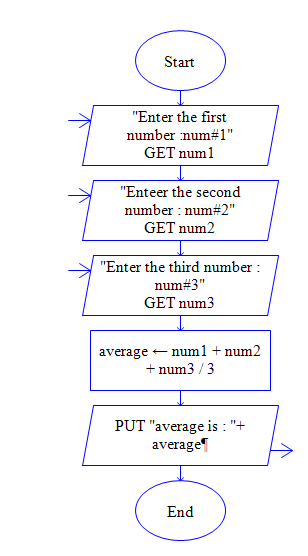 Start
"Enter the first
number :num#1"
GET num1
"Enteer the second
number : num#2"
GET num2
"Enter the third number :
num#3"
GET num3
average ← num1 + num2
+ num3 / 3
PUT "average is : "+
average¶
End